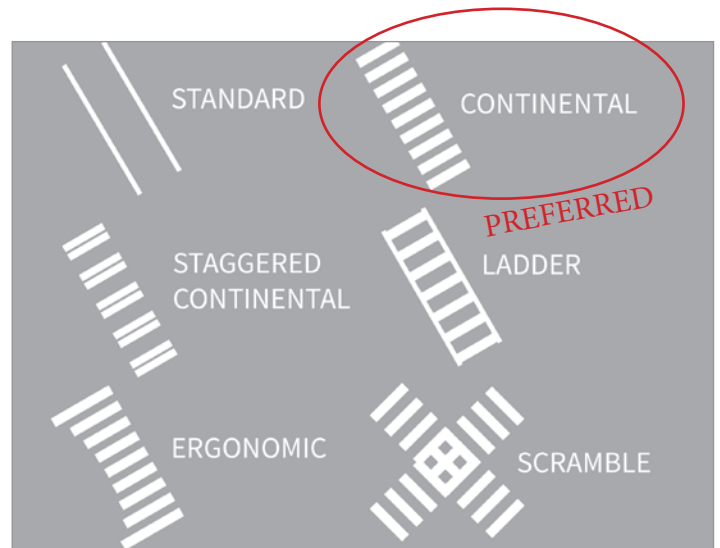 STANDARD
CONTINENTAL
PREFERRED
STAGGERED
CONTINENTAL
LADDER
ERGONOMIC
SCRAMBLE